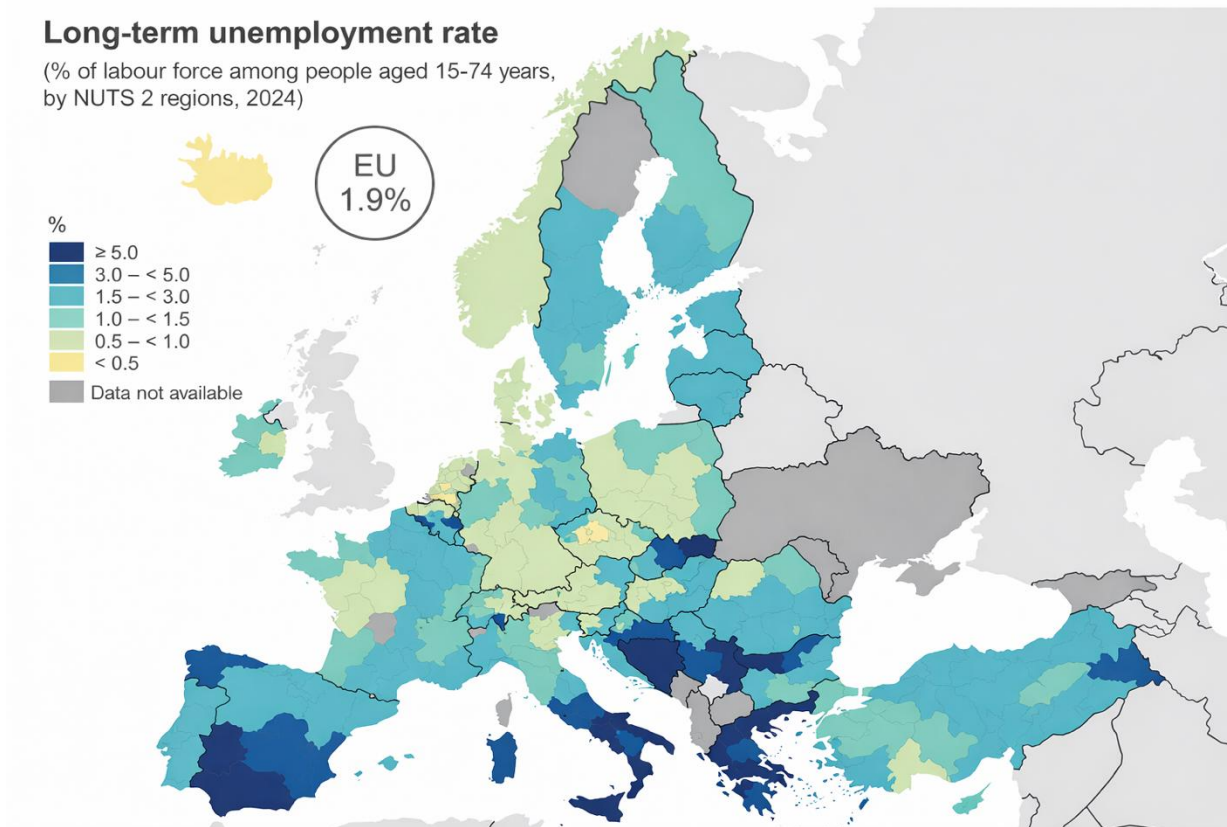 Long-term unemployment rate
(% of labour force among people aged 15-74 years,
by NUTS 2 regions, 2024)
EU
1.9%
%
≥ 5.0
3.0 – < 5.0
1.5 – < 3.0
1.0 – < 1.5
0.5 – < 1.0
< 0.5
Data not available